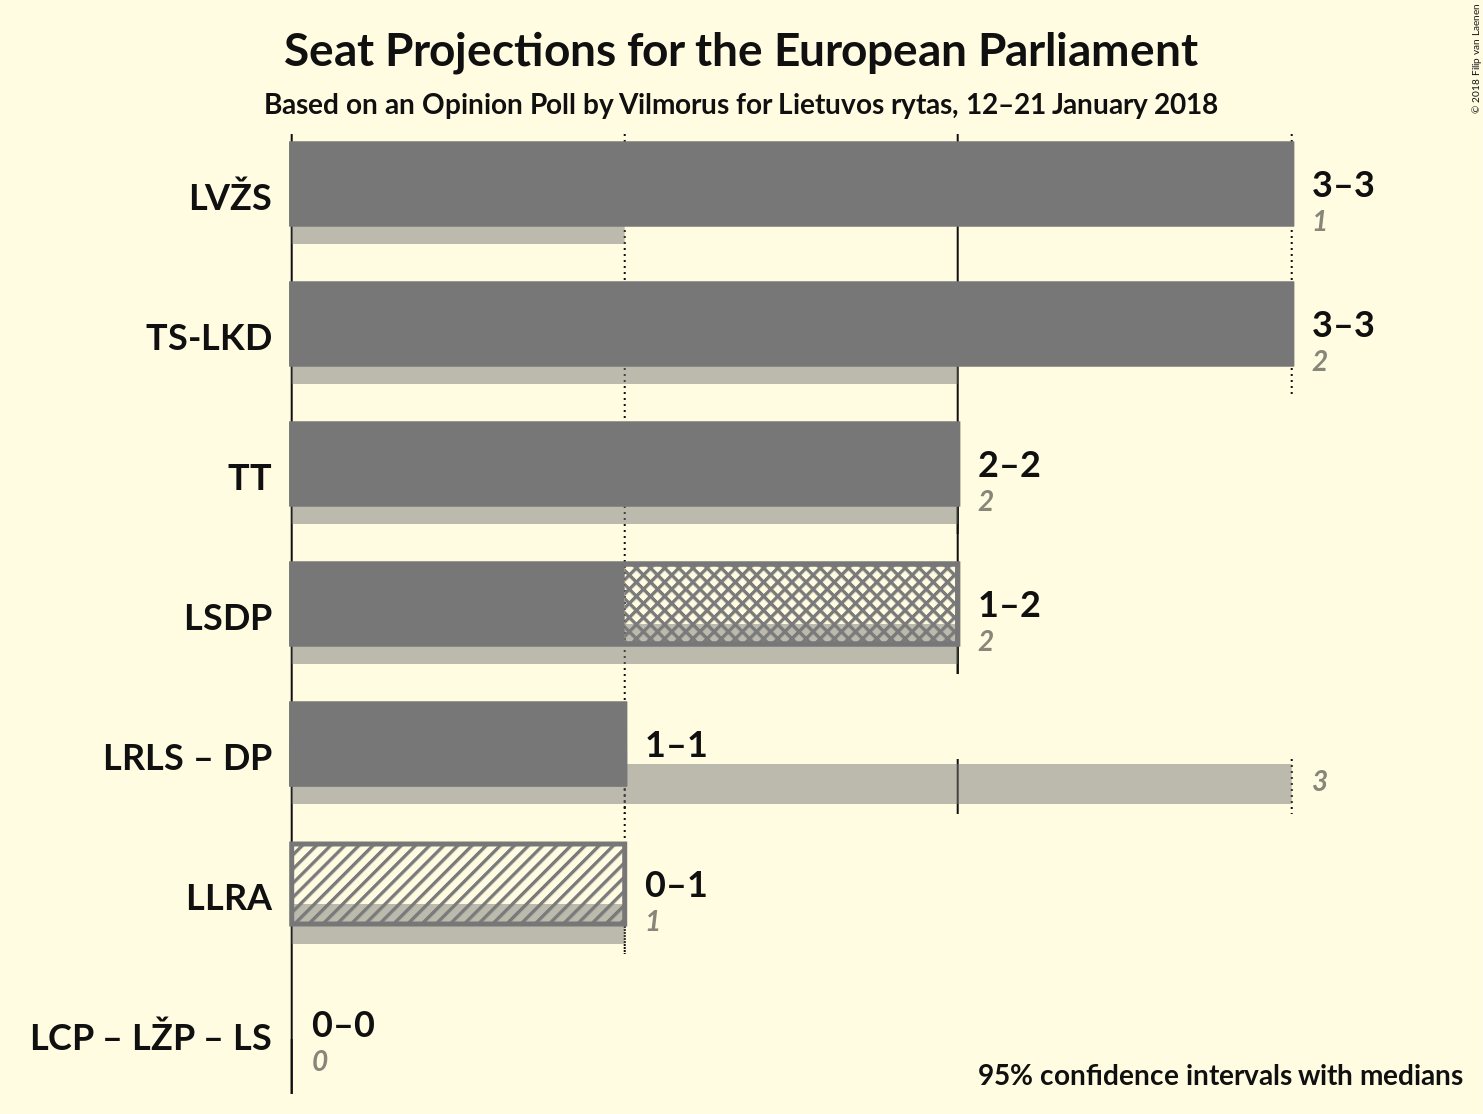 Seat Projections for the European Parliament
Based on an Opinion Poll by Vilmorus for Lietuvos rytas, 12–21 January 2018
© 2018 Filip van Laenen
LVŽS
3–3
1
TS-LKD
3–3
2
TT
2–2
2
LSDP
1–2
2
LRLS – DP
1–1
3
LLRA
0–1
1
LCP – LŽP – LS
0–0
0
95% confidence intervals with medians